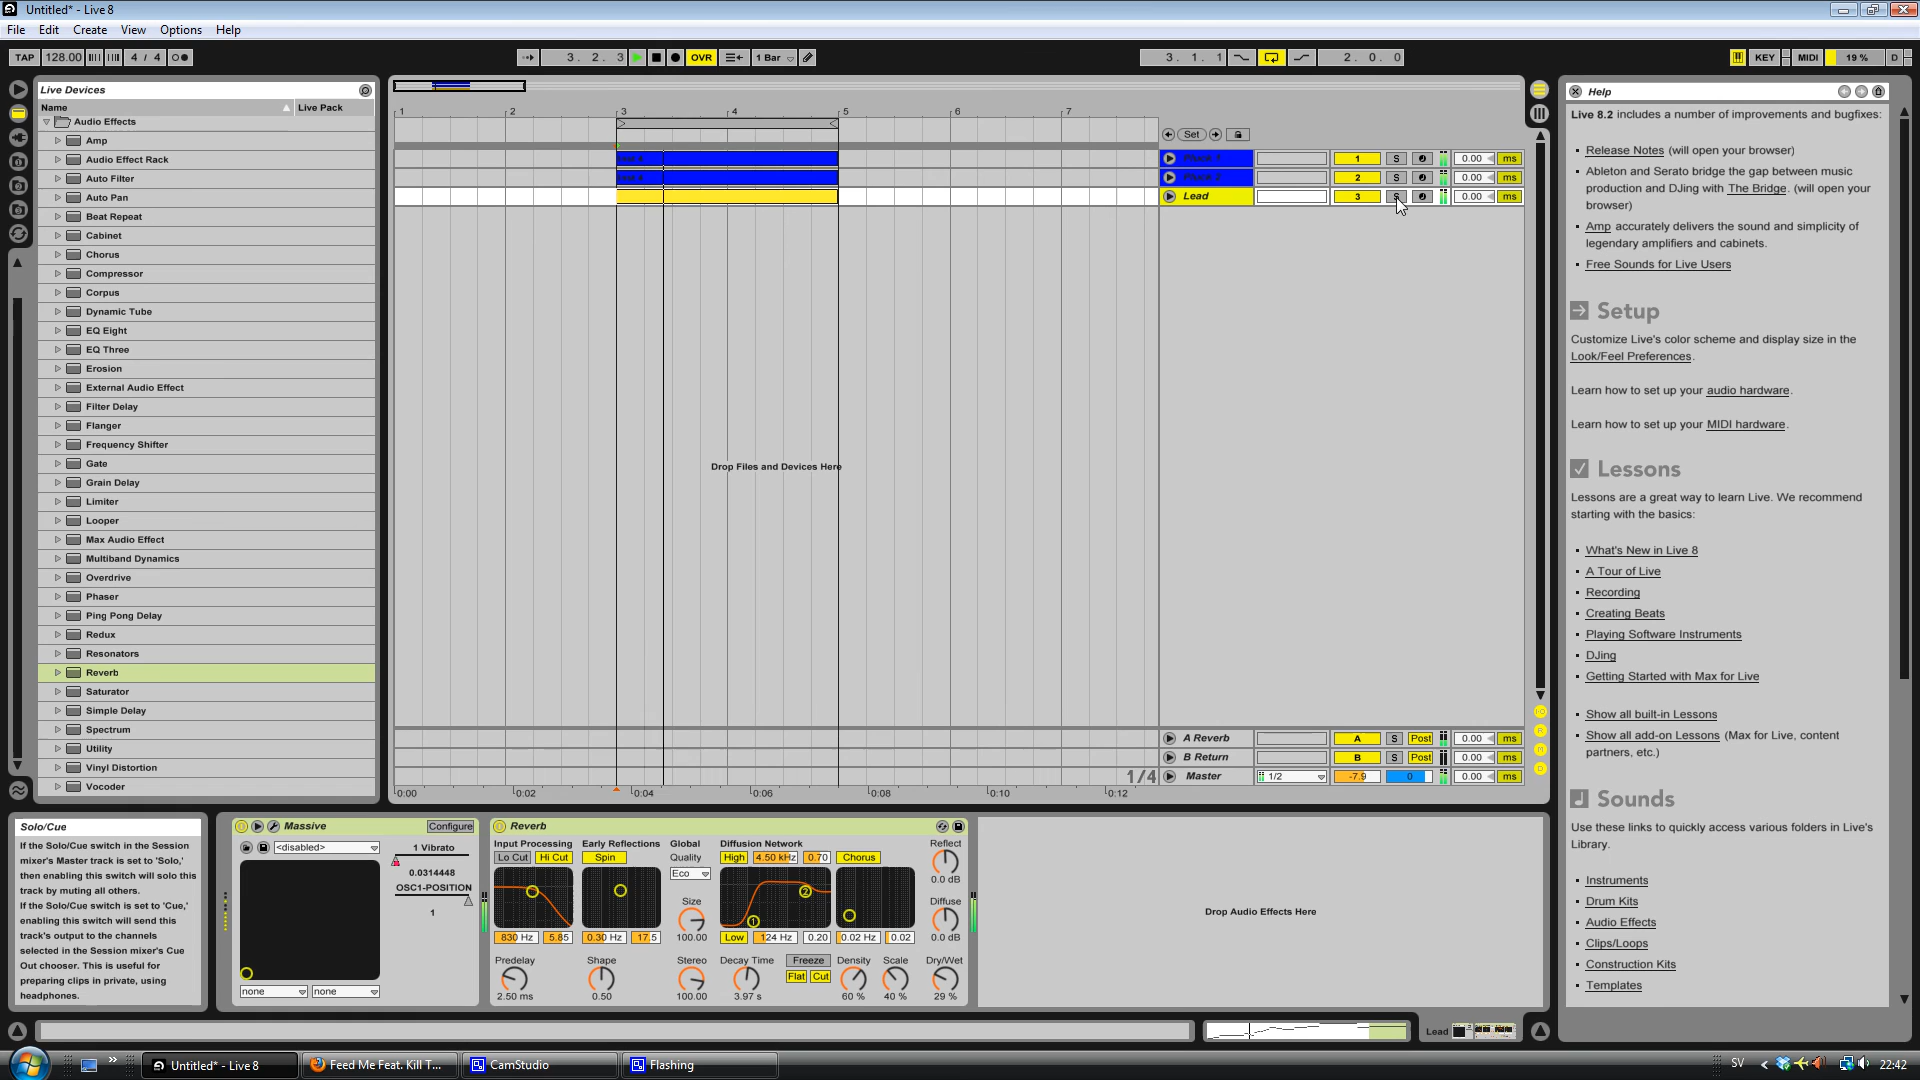 Untitled* - Live 8
File Edit Create View Options Help
TAP 128.00 4 / 4 3. 2. 3 OVR 1 Bar 3. 1. 1 2. 0. 0 KEY MIDI 19 % D
Live Devices
Name Live Pack
Audio Effects
Amp
Audio Effect Rack
Auto Filter
Auto Pan
Beat Repeat
Cabinet
Chorus
Compressor
Corpus
Dynamic Tube
EQ Eight
EQ Three
Erosion
External Audio Effect
Filter Delay
Flanger
Frequency Shifter
Gate
Grain Delay
Limiter
Looper
Max Audio Effect
Multiband Dynamics
Overdrive
Phaser
Ping Pong Delay
Redux
Resonators
Reverb
Saturator
Simple Delay
Spectrum
Utility
Vinyl Distortion
Vocoder
1 2 3 4 5 6 7
Set
1 S 0.00 ms
2 S 0.00 ms
Lead 3 S 0.00 ms
Drop Files and Devices Here
A Reverb A S Post 0.00 ms
B Return B S Post 0.00 ms
1/4 Master 1/2 -7.9 0 0.00 ms
0:00 0:02 0:04 0:06 0:08 0:10 0:12
Help
Live 8.2 includes a number of improvements and bugfixes:
Release Notes (will open your browser)
Ableton and Serato bridge the gap between music
production and DJing with The Bridge. (will open your
browser)
Amp accurately delivers the sound and simplicity of
legendary amplifiers and cabinets.
Free Sounds for Live Users
Setup
Customize Live's color scheme and display size in the
Look/Feel Preferences.
Learn how to set up your audio hardware.
Learn how to set up your MIDI hardware.
Lessons
Lessons are a great way to learn Live. We recommend
starting with the basics:
What's New in Live 8
A Tour of Live
Recording
Creating Beats
Playing Software Instruments
DJing
Getting Started with Max for Live
Show all built-in Lessons
Show all add-on Lessons (Max for Live, content
partners, etc.)
Sounds
Use these links to quickly access various folders in Live's
Library.
Instruments
Drum Kits
Audio Effects
Clips/Loops
Construction Kits
Templates
Solo/Cue
If the Solo/Cue switch in the Session
mixer's Master track is set to 'Solo,'
then enabling this switch will solo this
track by muting all others.
If the Solo/Cue switch is set to 'Cue,'
enabling this switch will send this
track's output to the channels
selected in the Session mixer's Cue
Out chooser. This is useful for
preparing clips in private, using
headphones.
Massive Configure
<disabled>
1 Vibrato
0.0314448
OSC1-POSITION
1
none none
Reverb
Input Processing Early Reflections Global Diffusion Network Reflect
Lo Cut Hi Cut Spin Quality High 4.50 kHz 0.70 Chorus
Eco 0.0 dB
Size Diffuse
830 Hz 5.85 0.30 Hz 17.5 100.00 Low 124 Hz 0.20 0.02 Hz 0.02 0.0 dB
Predelay Shape Stereo Decay Time Freeze Density Scale Dry/Wet
Flat Cut
2.50 ms 0.50 100.00 3.97 s 60 % 40 % 29 %
Drop Audio Effects Here
Lead
Untitled* - Live 8 Feed Me Feat. Kill T... CamStudio Flashing SV 22:42